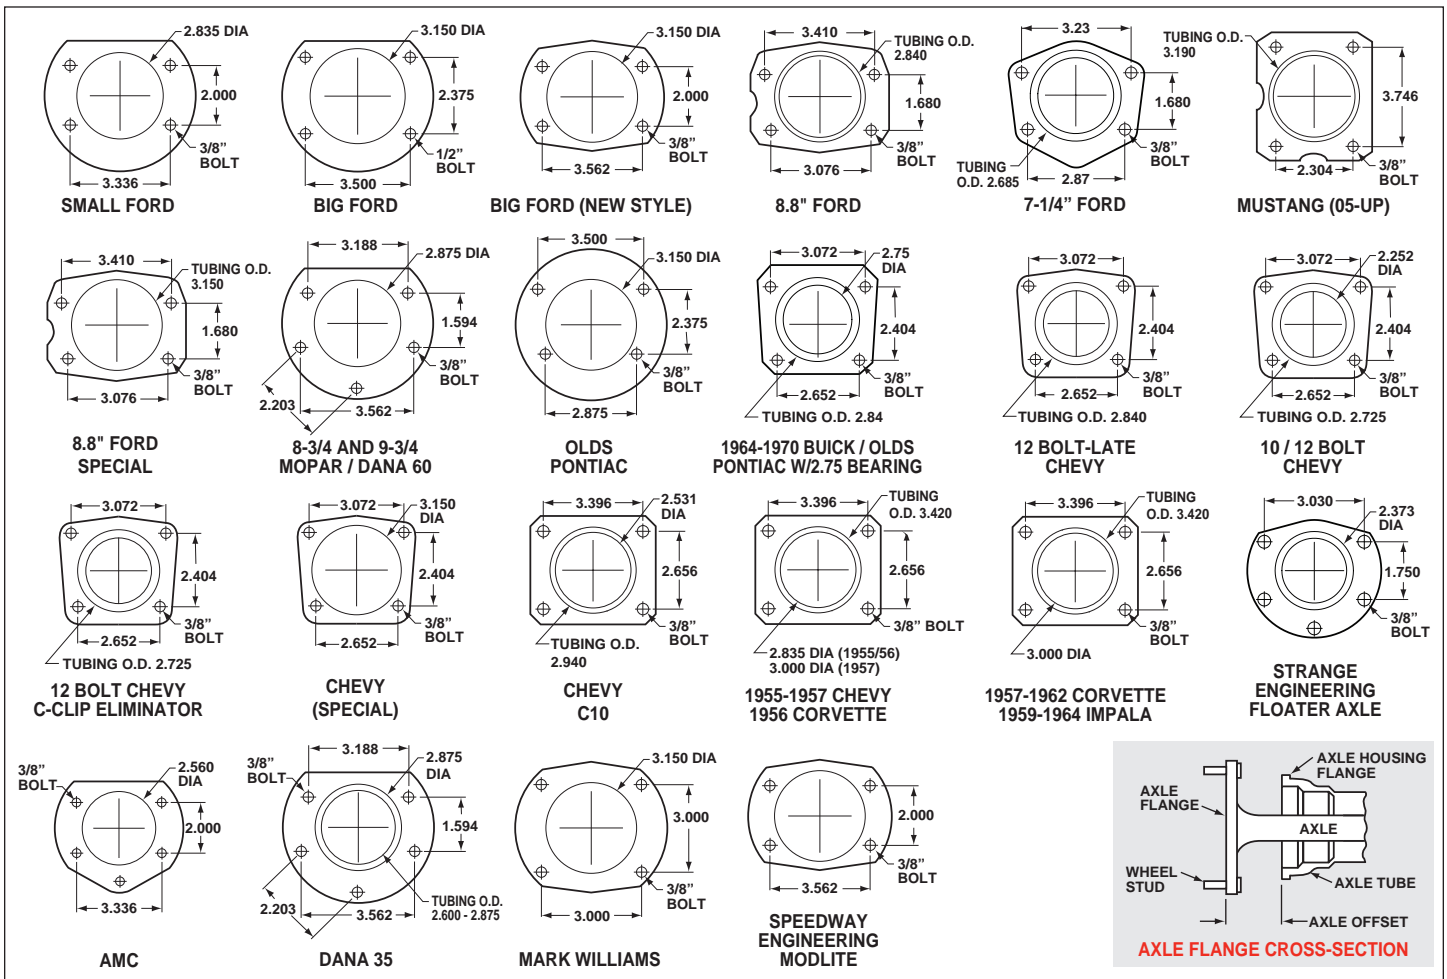 2.835 DIA
2.000
3/8”
BOLT
3.336
SMALL FORD
3.150 DIA
2.375
1/2”
BOLT
3.500
BIG FORD
3.150 DIA
2.000
3/8”
BOLT
3.562
BIG FORD (NEW STYLE)
3.410
TUBING O.D.
2.840
1.680
3/8”
BOLT
3.076
8.8" FORD
3.23
1.680
3/8”
BOLT
TUBING
O.D. 2.685
2.87
7-1/4” FORD
TUBING O.D.
3.190
3.746
3/8”
BOLT
2.304
MUSTANG (05-UP)
3.410
TUBING O.D.
3.150
1.680
3/8”
BOLT
3.076
8.8" FORD
SPECIAL
3.188
2.875 DIA
1.594
3/8”
BOLT
2.203
3.562
8-3/4 AND 9-3/4
MOPAR / DANA 60
3.500
3.150 DIA
2.375
3/8”
BOLT
2.875
OLDS
PONTIAC
3.072
2.75
DIA
2.404
3/8”
BOLT
2.652
TUBING O.D. 2.84
1964-1970 BUICK / OLDS
PONTIAC W/2.75 BEARING
3.072
2.404
3/8”
BOLT
2.652
TUBING O.D. 2.840
12 BOLT-LATE
CHEVY
3.072
2.252
DIA
2.404
3/8”
BOLT
2.652
TUBING O.D. 2.725
10 / 12 BOLT
CHEVY
3.072
2.404
3/8”
BOLT
2.652
TUBING O.D. 2.725
12 BOLT CHEVY
C-CLIP ELIMINATOR
3.072
3.150
DIA
2.404
3/8”
BOLT
2.652
CHEVY
(SPECIAL)
3.396
2.531
DIA
2.656
3/8”
BOLT
TUBING O.D.
2.940
CHEVY
C10
3.396
TUBING
O.D. 3.420
2.656
3/8” BOLT
2.835 DIA (1955/56)
3.000 DIA (1957)
1955-1957 CHEVY
1956 CORVETTE
3.396
TUBING
O.D. 3.420
2.656
3/8”
BOLT
3.000 DIA
1957-1962 CORVETTE
1959-1964 IMPALA
3.030
2.373
DIA
1.750
3/8”
BOLT
STRANGE
ENGINEERING
FLOATER AXLE
3/8”
BOLT
2.560
DIA
2.000
3.336
AMC
3/8”
BOLT
3.188
2.875
DIA
1.594
2.203
3.562
TUBING O.D.
2.600 - 2.875
DANA 35
3.150 DIA
3.000
3/8”
BOLT
3.000
MARK WILLIAMS
2.000
3/8”
BOLT
3.562
SPEEDWAY
ENGINEERING
MODLITE
AXLE HOUSING
FLANGE
AXLE
FLANGE
AXLE
WHEEL
STUD
AXLE TUBE
AXLE OFFSET
AXLE FLANGE CROSS-SECTION